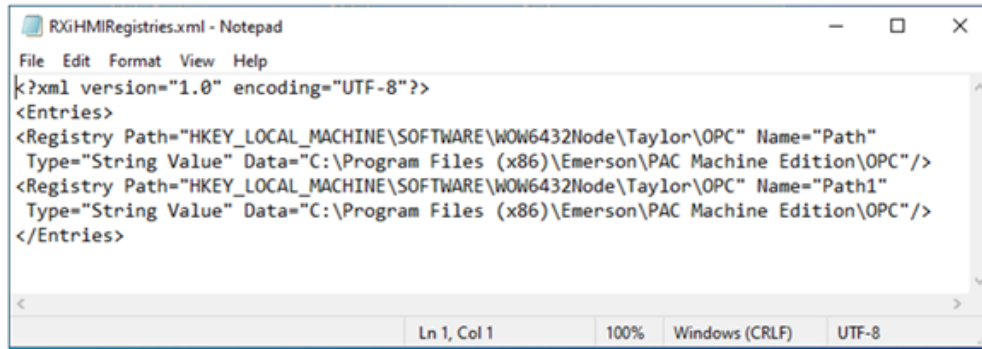 RXiHMIRegistries.xml - Notepad
File Edit Format View Help
<?xml version="1.0" encoding="UTF-8"?>
<Entries>
<Registry Path="HKEY_LOCAL_MACHINE\SOFTWARE\WOW6432Node\Taylor\OPC" Name="Path"
 Type="String Value" Data="C:\Program Files (x86)\Emerson\PAC Machine Edition\OPC"/>
<Registry Path="HKEY_LOCAL_MACHINE\SOFTWARE\WOW6432Node\Taylor\OPC" Name="Path1"
 Type="String Value" Data="C:\Program Files (x86)\Emerson\PAC Machine Edition\OPC"/>
</Entries>
Ln 1, Col 1 100% Windows (CRLF) UTF-8